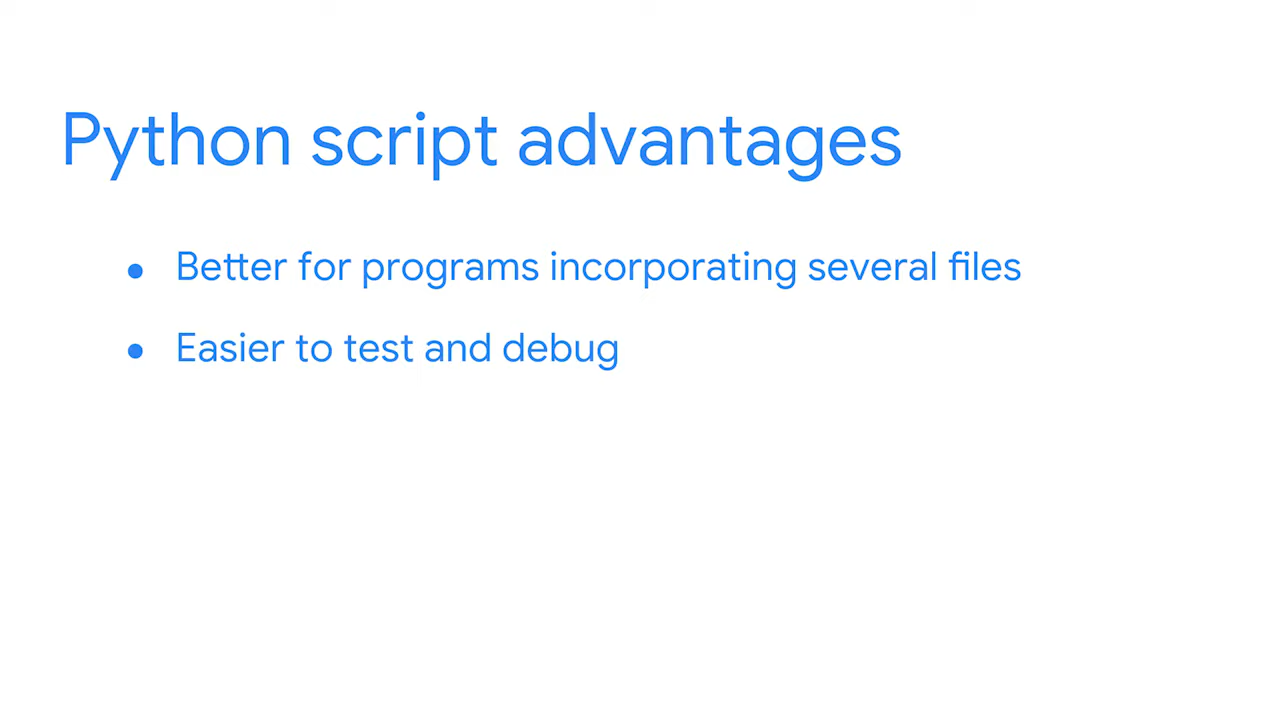 Python script advantages
● Better for programs incorporating several files
● Easier to test and debug